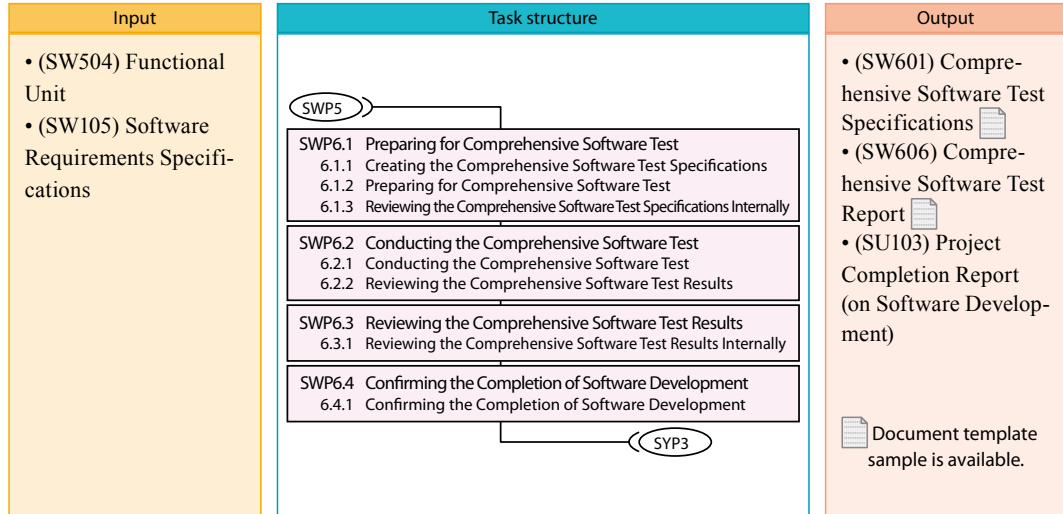 Input
• (SW504) Functional
Unit
• (SW105) Software
Requirements Specifi-
cations
Task structure
SWP5
SWP6.1 Preparing for Comprehensive Software Test
6.1.1 Creating the Comprehensive Software Test Specifications
6.1.2 Preparing for Comprehensive Software Test
6.1.3 Reviewing the Comprehensive Software Test Specifications Internally
SWP6.2 Conducting the Comprehensive Software Test
6.2.1 Conducting the Comprehensive Software Test
6.2.2 Reviewing the Comprehensive Software Test Results
SWP6.3 Reviewing the Comprehensive Software Test Results
6.3.1 Reviewing the Comprehensive Software Test Results Internally
SWP6.4 Confirming the Completion of Software Development
6.4.1 Confirming the Completion of Software Development
SYP3
Output
• (SW601) Compre-
hensive Software Test
Specifications
• (SW606) Compre-
hensive Software Test
Report
• (SU103) Project
Completion Report
(on Software Develop-
ment)
Document template
sample is available.